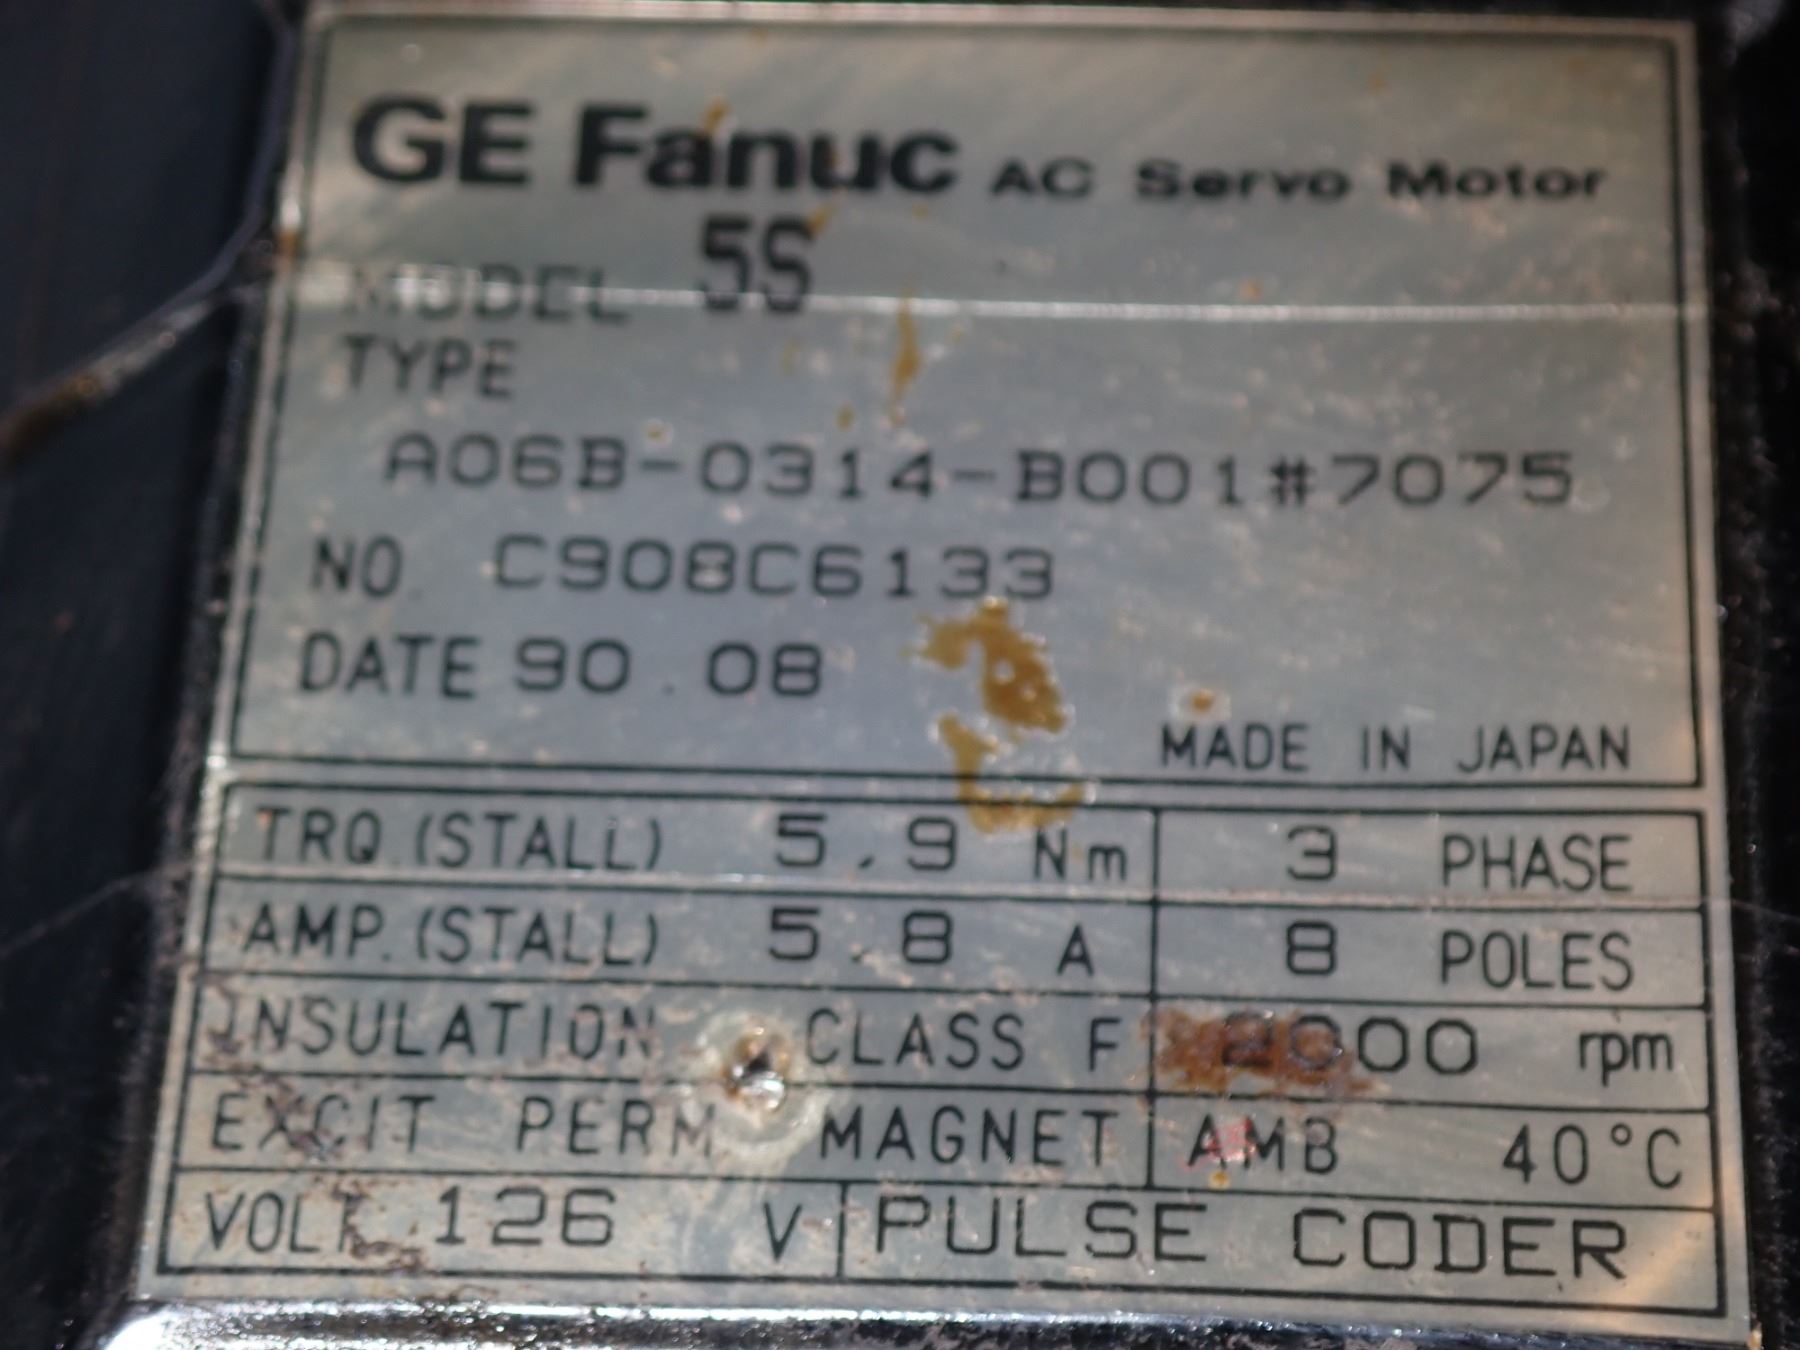 GE Fanuc AC Servo Motor
MODEL 5S
TYPE
A06B-0314-B001#7075
NO. C908C6133
DATE 90.08
MADE IN JAPAN
TRQ.(STALL) 5.9 Nm 3 PHASE
AMP.(STALL) 5.8 A 8 POLES
INSULATION CLASS F 2000 rpm
EXCIT PERM MAGNET AMB 40°C
VOLT 126 V PULSE CODER